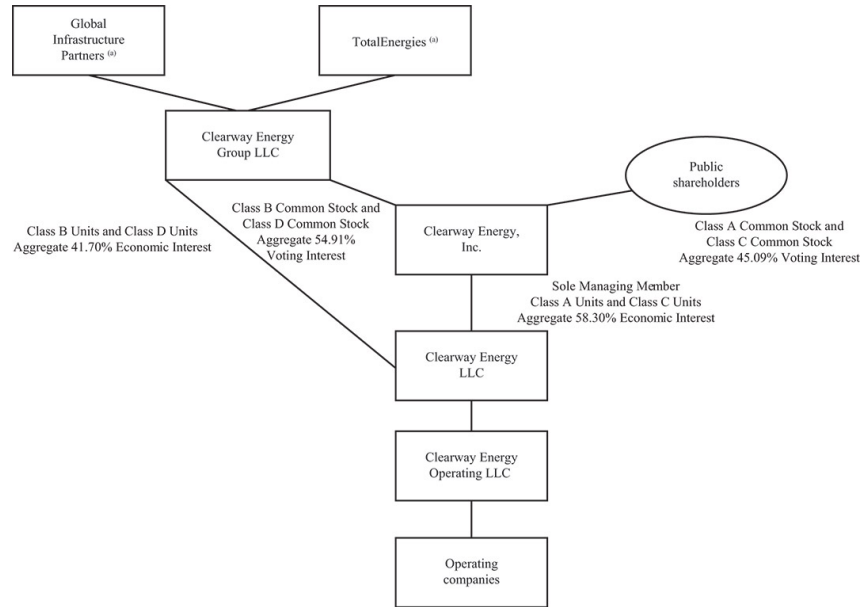 Global
Infrastructure
Partners (a)
TotalEnergies (a)
Clearway Energy
Group LLC
Public
shareholders
Class B Units and Class D Units
Aggregate 41.70% Economic Interest
Class B Common Stock and
Class D Common Stock
Aggregate 54.91%
Voting Interest
Clearway Energy,
Inc.
Class A Common Stock and
Class C Common Stock
Aggregate 45.09% Voting Interest
Sole Managing Member
Class A Units and Class C Units
Aggregate 58.30% Economic Interest
Clearway Energy
LLC
Clearway Energy
Operating LLC
Operating
companies